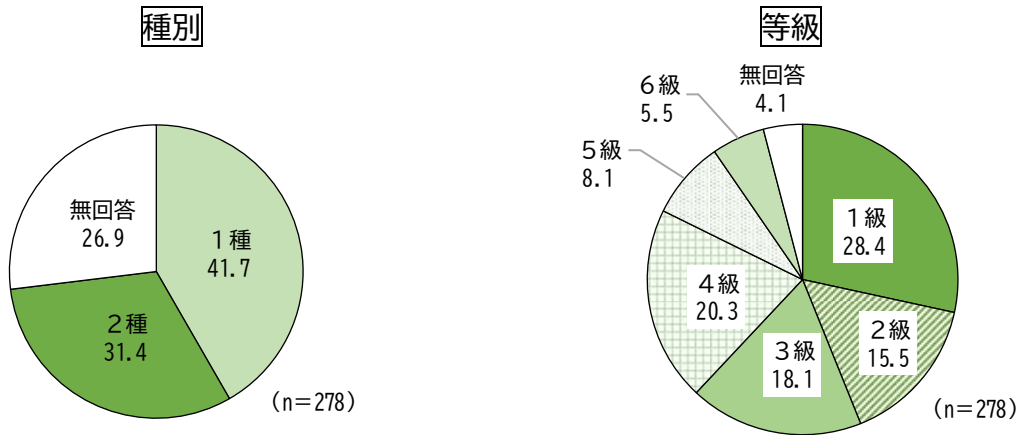 種別
1種
41.7
2種
31.4
無回答
26.9
(n=278)
等級
1級
28.4
2級
15.5
3級
18.1
4級
20.3
5級
8.1
6級
5.5
無回答
4.1
(n=278)